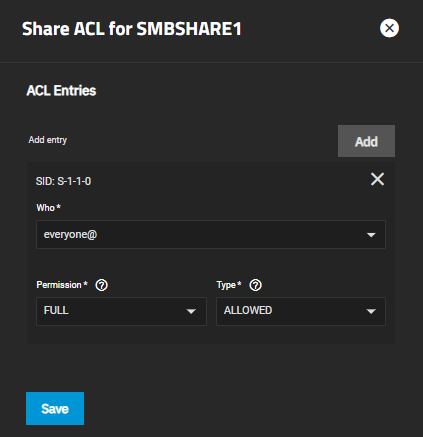 Share ACL for SMBSHARE1
ACL Entries
Add entry
Add
SID: S-1-1-0
Who *
everyone@
Permission * ?
Type * ?
FULL
ALLOWED
Save